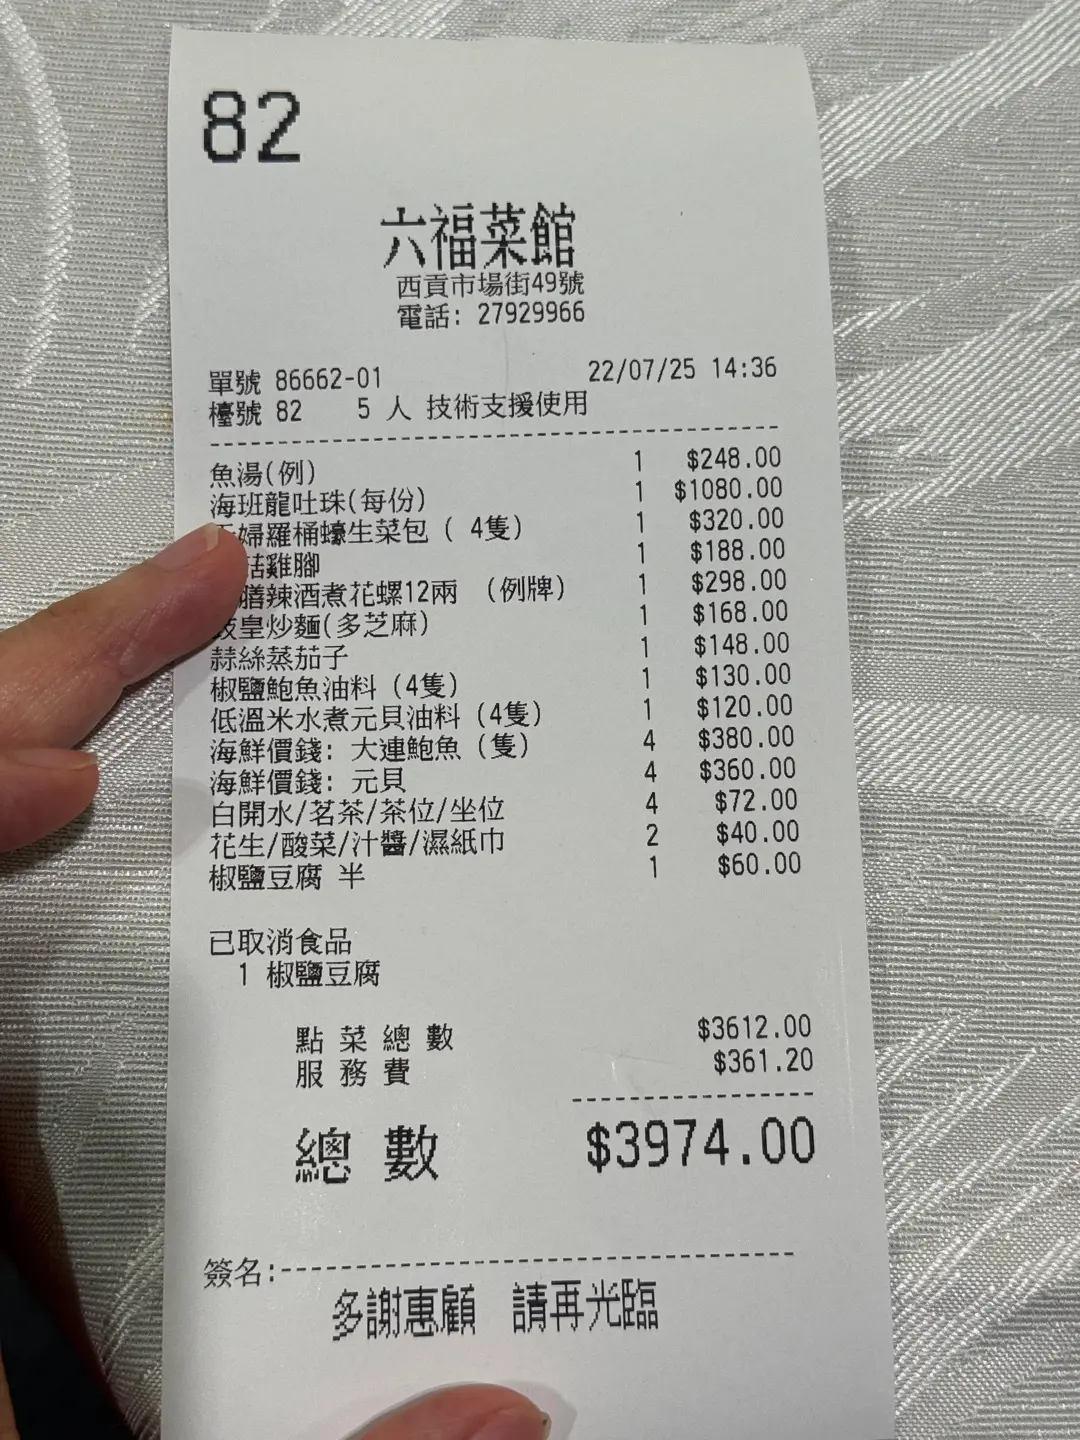 82
六福菜館
西貢市場街49號
電話: 27929966
單號 86662-01 22/07/25 14:36
檯號 82 5 人 技術支援使用
魚湯(例) 1 $248.00
海班龍吐珠(每份) 1 $1080.00
婦羅桶蠔生菜包 ( 4隻) 1 $320.00
雞腳 1 $188.00
膳辣酒煮花螺12兩 (例牌) 1 $298.00
豉皇炒麵(多芝麻) 1 $168.00
蒜絲蒸茄子 1 $148.00
椒鹽鮑魚油料 (4隻) 1 $130.00
低溫米水煮元貝油料 (4隻) 1 $120.00
海鮮價錢: 大連鮑魚 (隻) 4 $380.00
海鮮價錢: 元貝 4 $360.00
白開水/茗茶/茶位/坐位 4 $72.00
花生/酸菜/汁醬/濕紙巾 2 $40.00
椒鹽豆腐 半 1 $60.00
已取消食品
1 椒鹽豆腐
點 菜 總 數 $3612.00
服 務 費 $361.20
總 數 $3974.00
簽名:
多謝惠顧 請再光臨